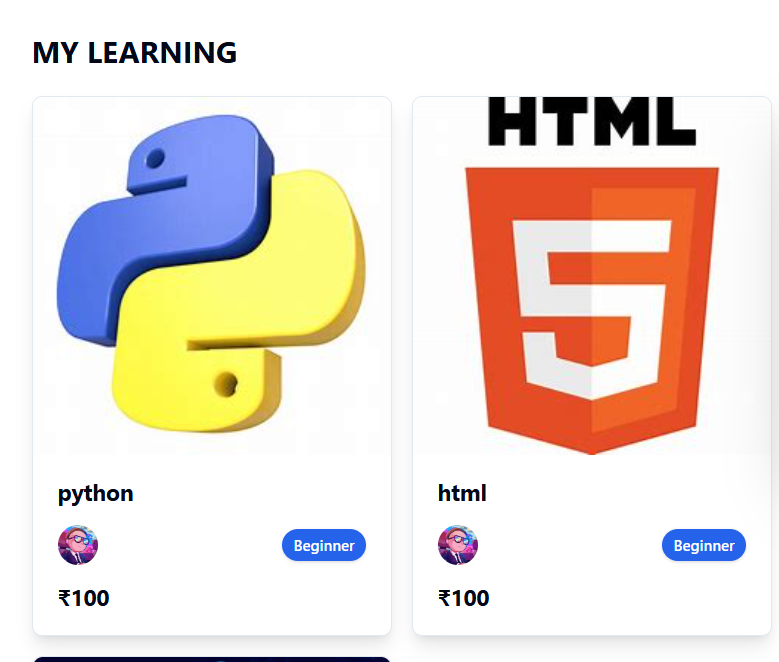 MY LEARNING
HTML
5
python
html
Beginner
Beginner
₹100
₹100